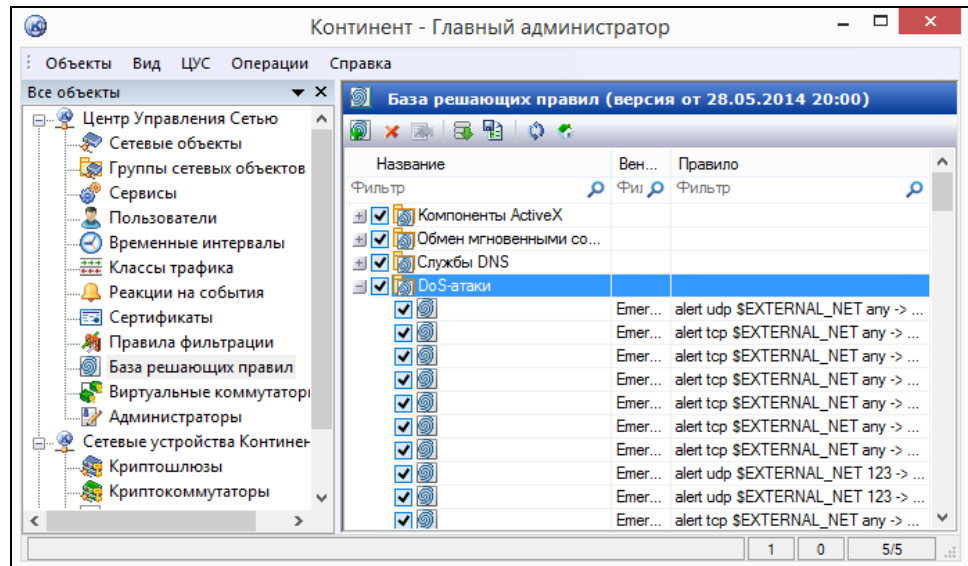 Континент - Главный администратор
Объекты Вид ЦУС Операции Справка
Все объекты
Центр Управления Сетью
Сетевые объекты
Группы сетевых объектов
Сервисы
Пользователи
Временные интервалы
Классы трафика
Реакции на события
Сертификаты
Правила фильтрации
База решающих правил
Виртуальные коммутаторы
Администраторы
Сетевые устройства Континен
Криптошлюзы
Криптокоммутаторы
База решающих правил (версия от 28.05.2014 20:00)
Название Вен... Правило
Фильтр Фи Фильтр
Компоненты ActiveX
Обмен мгновенными со...
Службы DNS
DoS-атаки
Emer... alert udp $EXTERNAL_NET any -> ...
Emer... alert tcp $EXTERNAL_NET any -> ...
Emer... alert tcp $EXTERNAL_NET any -> ...
Emer... alert tcp $EXTERNAL_NET any -> ...
Emer... alert tcp $EXTERNAL_NET any -> ...
Emer... alert tcp $EXTERNAL_NET any -> ...
Emer... alert tcp $EXTERNAL_NET any -> ...
Emer... alert udp $EXTERNAL_NET 123 -> ...
Emer... alert udp $EXTERNAL_NET 123 -> ...
Emer... alert tcp $EXTERNAL_NET any -> ...
1 0 5/5